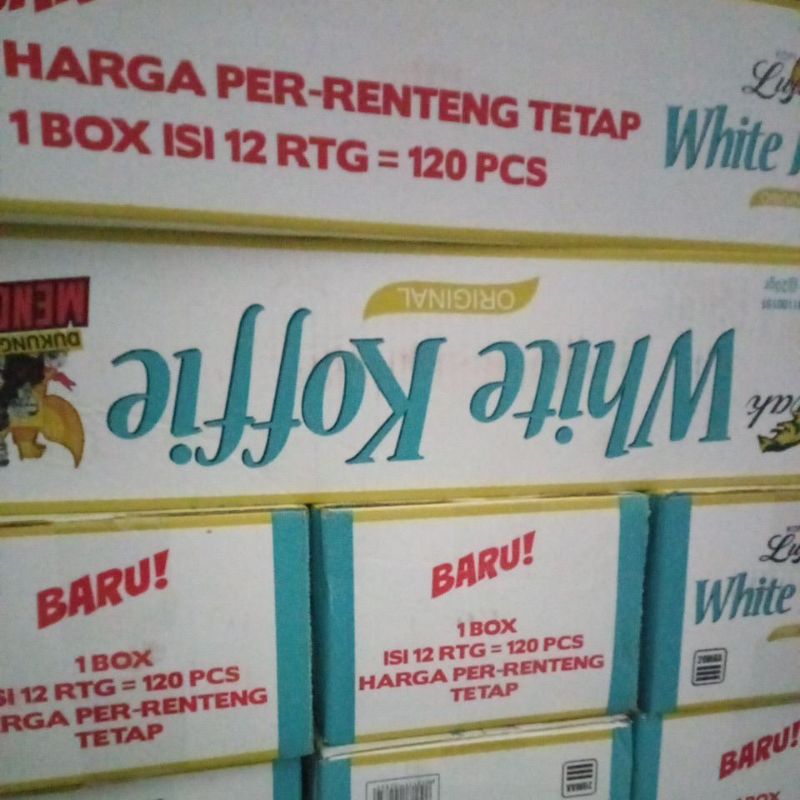 HARGA PER-RENTENG TETAP
1 BOX ISI 12 RTG = 120 PCS
White
ORIGINAL
White Koffie
DUKUNG
@20gr
BARU!
1 BOX
12 RTG = 120 PCS
PER-RENTENG
TETAP
BARU!
1 BOX
ISI 12 RTG = 120 PCS
HARGA PER-RENTENG
TETAP
White
BARU!